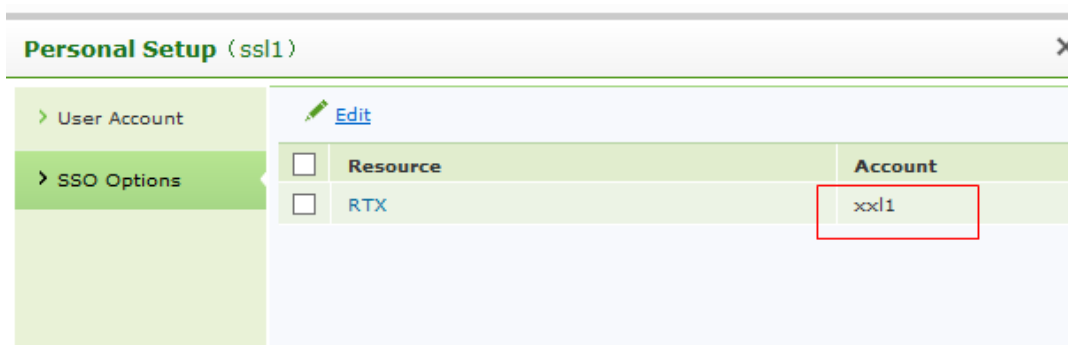 Personal Setup（ssl1）
User Account
Edit
SSO Options
Resource Account
RTX xxl1